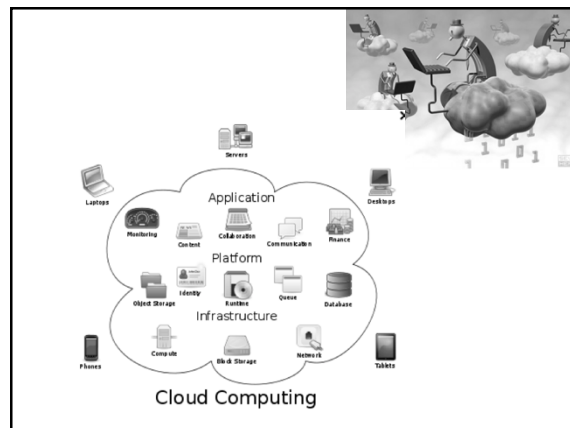 Servers
Laptops
Desktops
Application
Monitoring
Content
Collaboration
Communication
Finance
Platform
Object Storage
Identity
Runtime
Queue
Database
Infrastructure
Compute
Block Storage
Network
Phones
Tablets
Cloud Computing